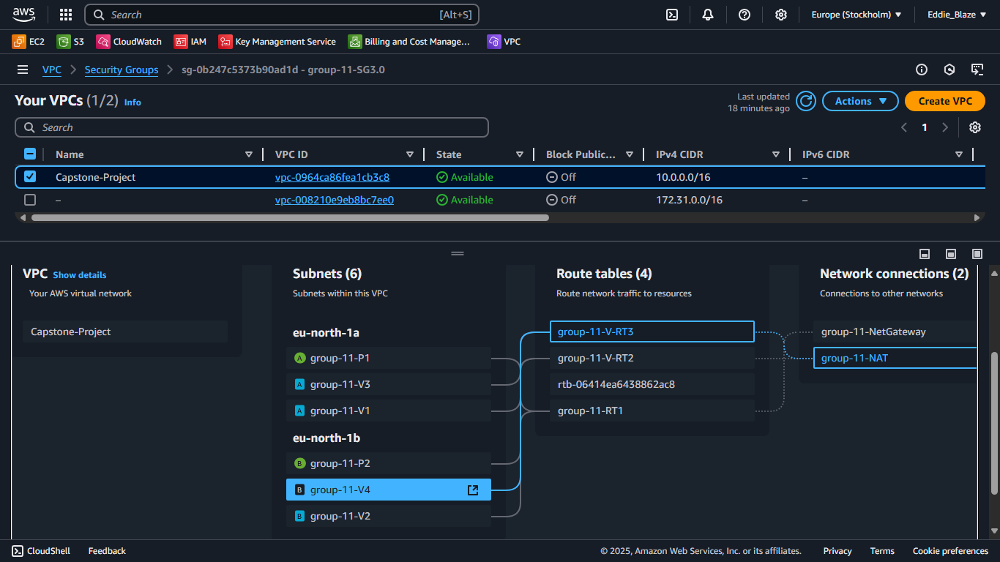 aws Search [Alt+S] Europe (Stockholm) Eddie_Blaze
EC2 S3 CloudWatch IAM Key Management Service Billing and Cost Manage... VPC
VPC Security Groups sg-0b247c5373b90ad1d - group-11-SG3.0
Your VPCs (1/2) Info
Last updated
18 minutes ago
Actions
Create VPC
Search
1
Name VPC ID State Block Public... IPv4 CIDR IPv6 CIDR
Capstone-Project vpc-0964ca86fea1cb3c8 Available Off 10.0.0.0/16 –
– vpc-008210e9eb8bc7ee0 Available Off 172.31.0.0/16 –
VPC Show details
Your AWS virtual network
Capstone-Project
Subnets (6)
Subnets within this VPC
eu-north-1a
A group-11-P1
A group-11-V3
A group-11-V1
eu-north-1b
B group-11-P2
B group-11-V4
B group-11-V2
Route tables (4)
Route network traffic to resources
group-11-V-RT3
group-11-V-RT2
rtb-06414ea6438862ac8
group-11-RT1
Network connections (2)
Connections to other networks
group-11-NetGateway
group-11-NAT
CloudShell Feedback © 2025, Amazon Web Services, Inc. or its affiliates. Privacy Terms Cookie preferences